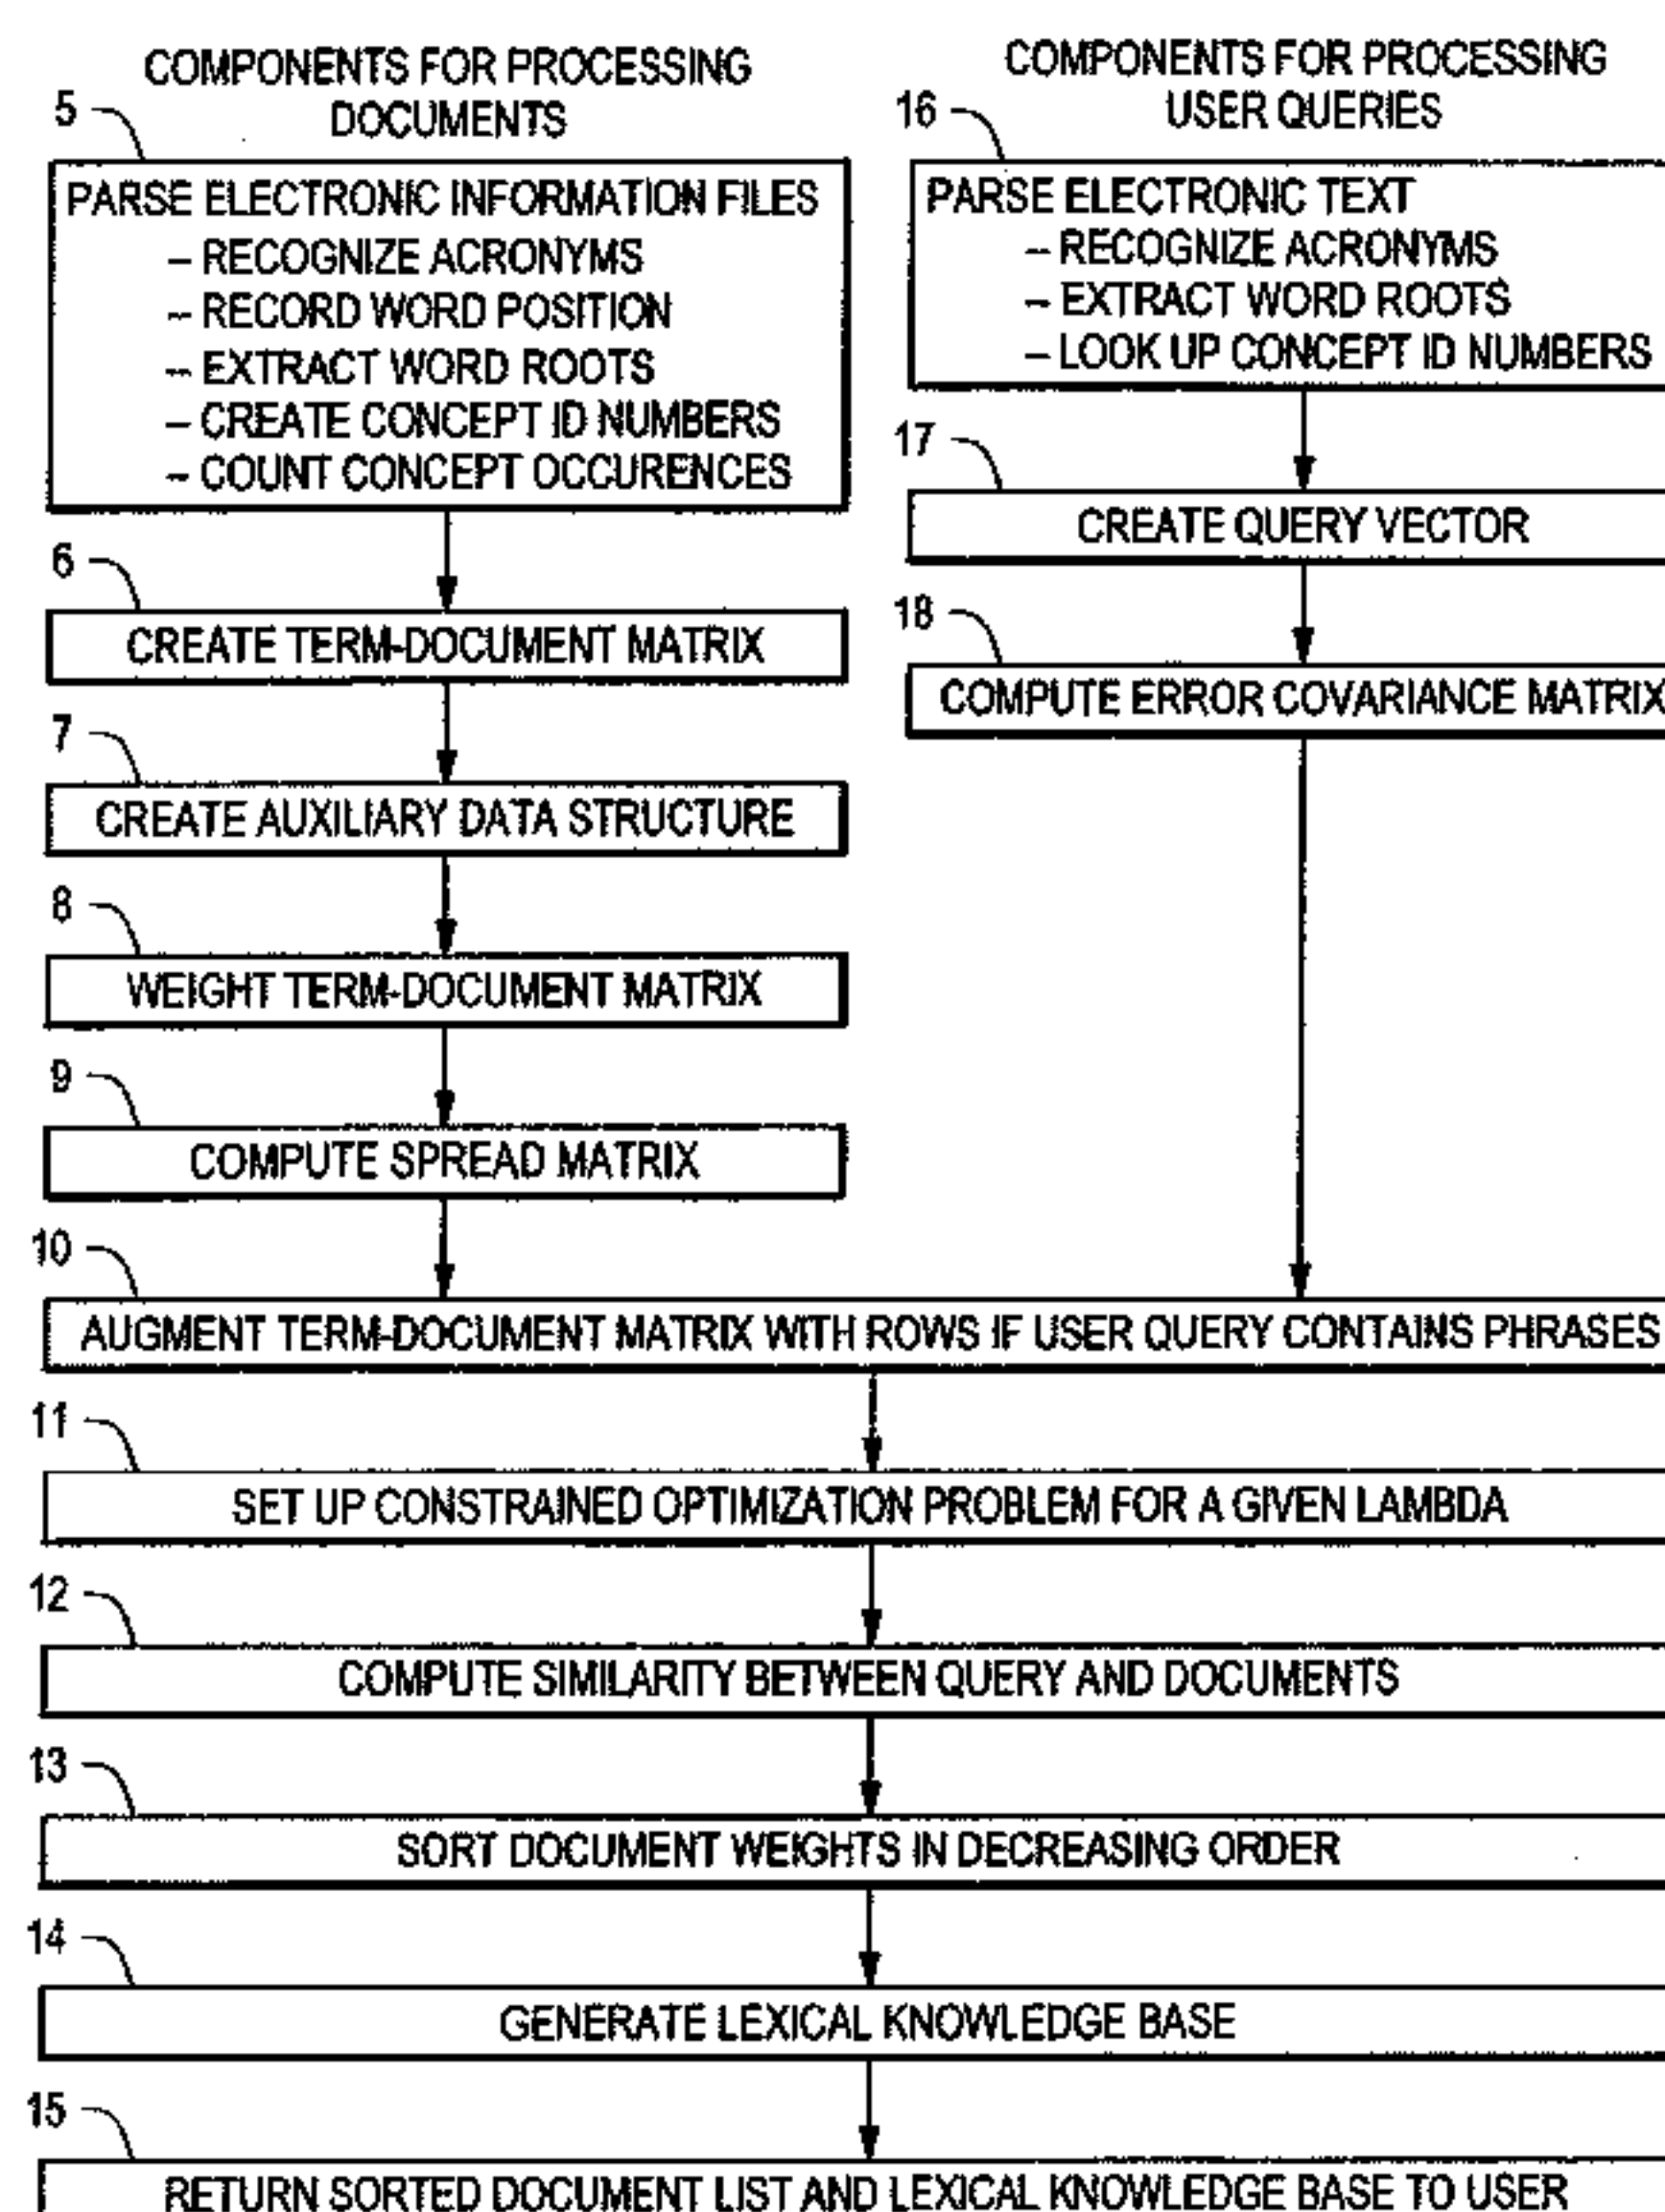 COMPONENTS FOR PROCESSING
DOCUMENTS
5
PARSE ELECTRONIC INFORMATION FILES
– RECOGNIZE ACRONYMS
– RECORD WORD POSITION
– EXTRACT WORD ROOTS
– CREATE CONCEPT ID NUMBERS
– COUNT CONCEPT OCCURENCES
6
CREATE TERM-DOCUMENT MATRIX
7
CREATE AUXILIARY DATA STRUCTURE
8
WEIGHT TERM-DOCUMENT MATRIX
9
COMPUTE SPREAD MATRIX
COMPONENTS FOR PROCESSING
USER QUERIES
16
PARSE ELECTRONIC TEXT
– RECOGNIZE ACRONYMS
– EXTRACT WORD ROOTS
– LOOK UP CONCEPT ID NUMBERS
17
CREATE QUERY VECTOR
18
COMPUTE ERROR COVARIANCE MATRIX
10
AUGMENT TERM-DOCUMENT MATRIX WITH ROWS IF USER QUERY CONTAINS PHRASES
11
SET UP CONSTRAINED OPTIMIZATION PROBLEM FOR A GIVEN LAMBDA
12
COMPUTE SIMILARITY BETWEEN QUERY AND DOCUMENTS
13
SORT DOCUMENT WEIGHTS IN DECREASING ORDER
14
GENERATE LEXICAL KNOWLEDGE BASE
15
RETURN SORTED DOCUMENT LIST AND LEXICAL KNOWLEDGE BASE TO USER